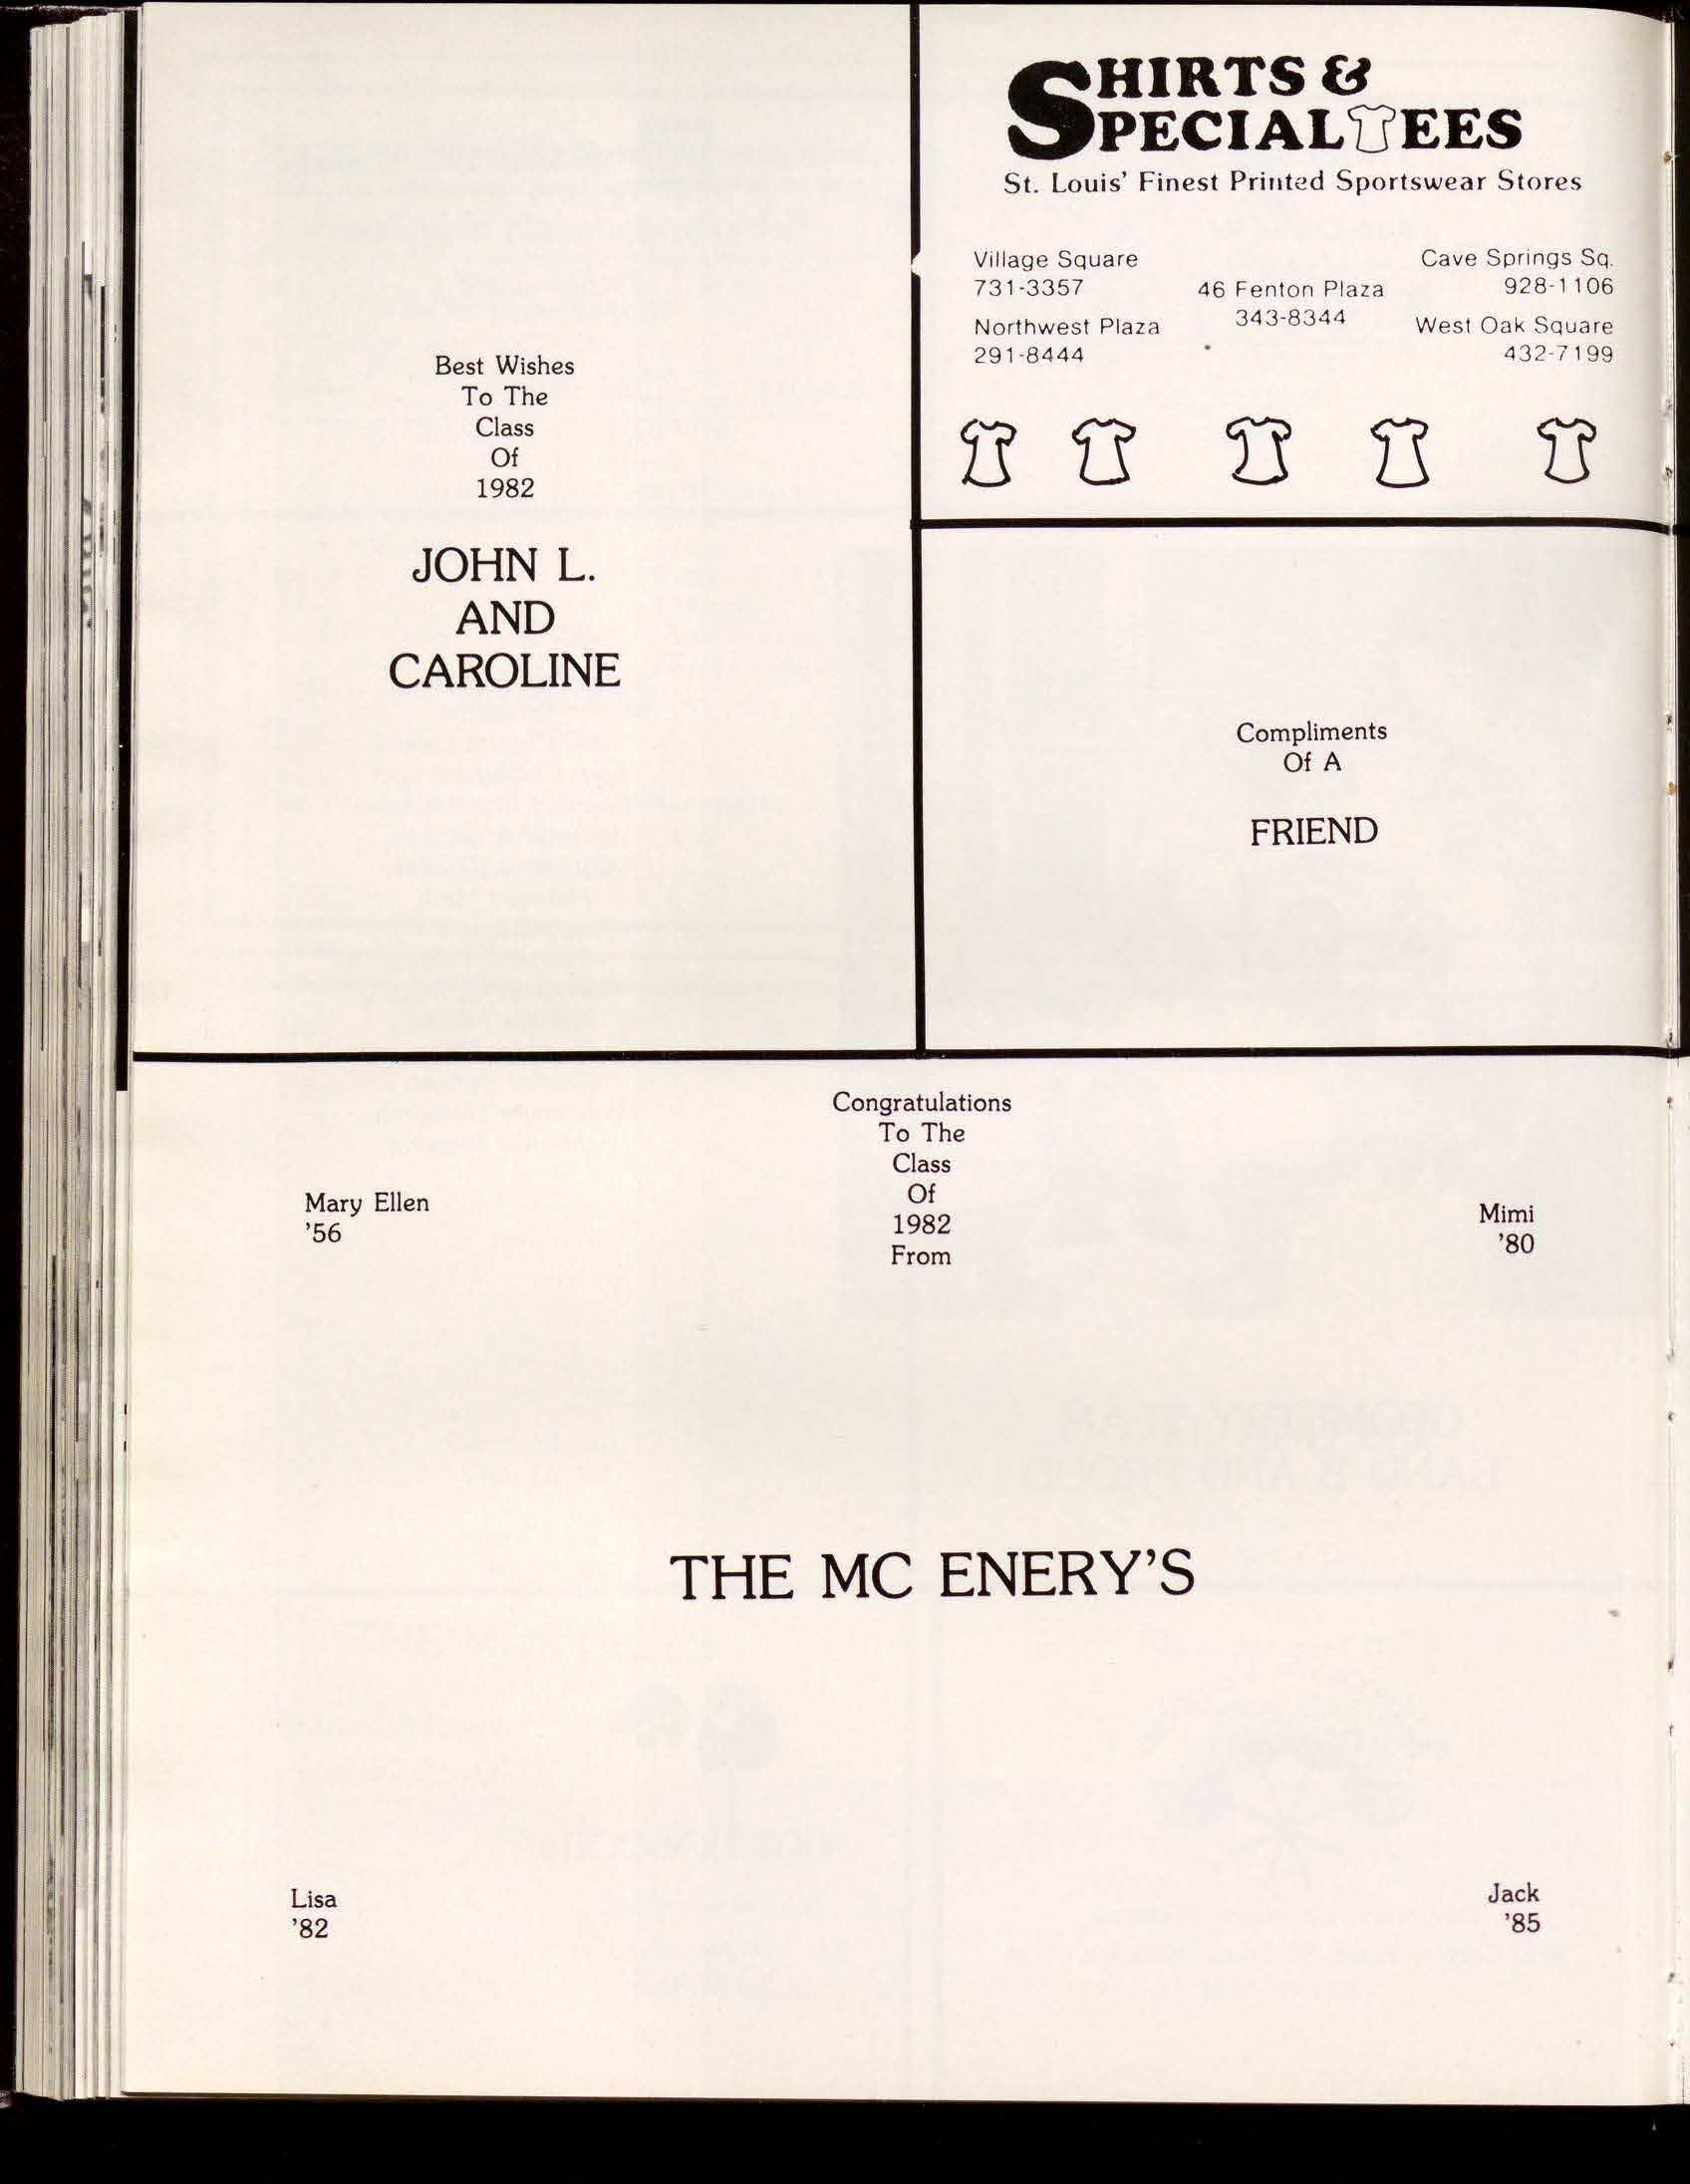 Best Wishes
To The
Class
Of
1982
JOHN L.
AND
CAROLINE
SHIRTS &
SPECIALTEES
St. Louis' Finest Printed Sportswear Stores
Village Square
731-3357
Northwest Plaza
291-8444
46 Fenton Plaza
343-8344
Cave Springs Sq.
928-1106
West Oak Square
432-7199
Compliments
Of A
FRIEND
Congratulations
To The
Class
Of
1982
From
Mary Ellen
'56
Mimi
'80
THE MC ENERY'S
Lisa
'82
Jack
'85